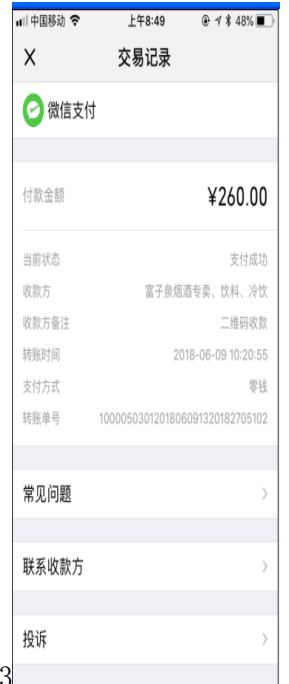 中国移动 上午8:49 48%
X 交易记录
微信支付
付款金额 ¥260.00
当前状态 支付成功
收款方 富子泉烟酒专卖、饮料、冷饮
收款方备注 二维码收款
转账时间 2018-06-09 10:20:55
支付方式 零钱
转账单号 1000050301201806091320182705102
常见问题 >
联系收款方 >
投诉 >
3